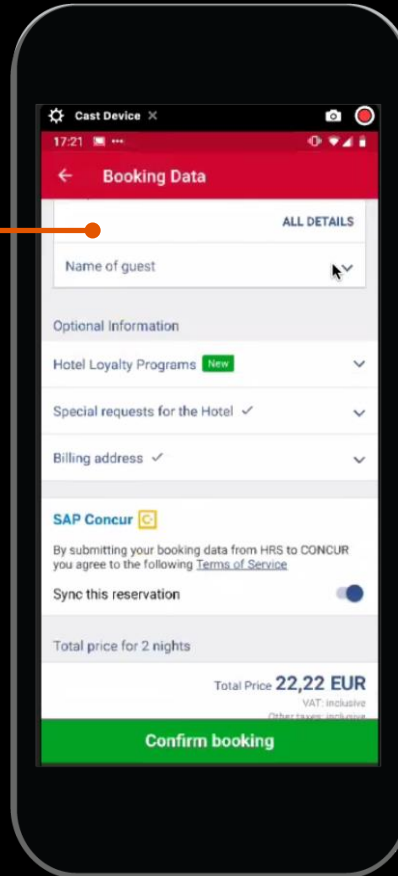 Cast Device
17:21
Booking Data
ALL DETAILS
Name of guest
Optional Information
Hotel Loyalty Programs New
Special requests for the Hotel
Billing address
SAP Concur C
By submitting your booking data from HRS to CONCUR
you agree to the following Terms of Service
Sync this reservation
Total price for 2 nights
Total Price 22,22 EUR
VAT: inclusive
Other taxes: inclusive
Confirm booking